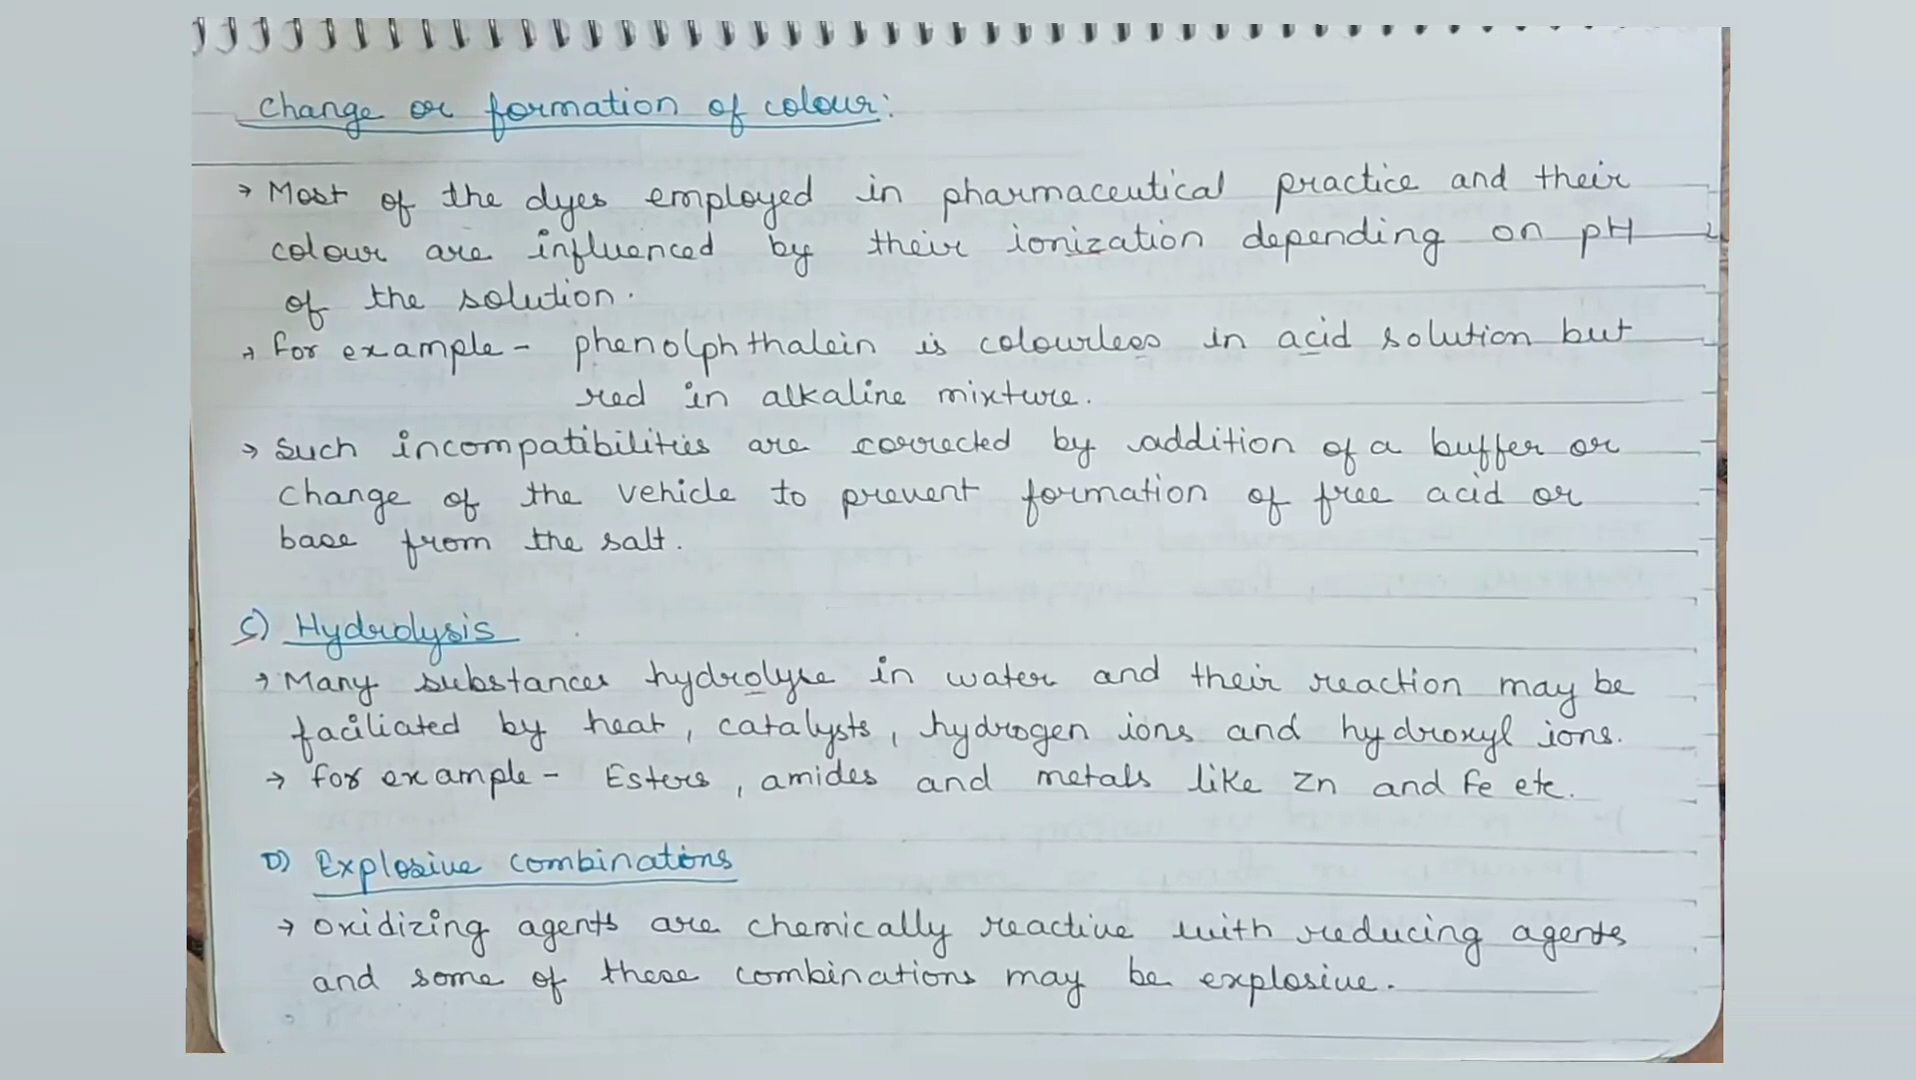 Change or formation of colour:
→ Most of the dyes employed in pharmaceutical practice and their
colour are influenced by their ionization depending on pH
of the solution.
→ for example - phenolphthalein is colourless in acid solution but
red in alkaline mixture.
→ Such incompatibilities are corrected by addition of a buffer or
change of the vehicle to prevent formation of free acid or
base from the salt.
C) Hydrolysis
→ Many substances hydrolyse in water and their reaction may be
faciliated by heat, catalysts, hydrogen ions and hydroxyl ions.
→ for example - Esters, amides and metals like Zn and Fe etc.
D) Explosive combinations
→ Oxidizing agents are chemically reactive with reducing agents
and some of these combinations may be explosive.